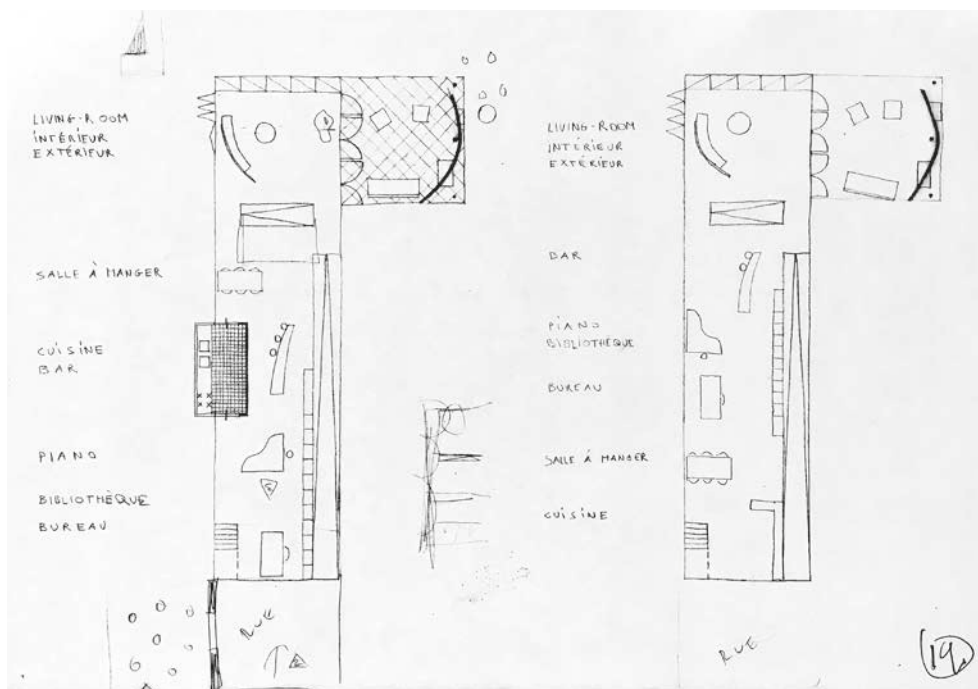 LIVING-ROOM
INTÉRIEUR
EXTÉRIEUR
SALLE À MANGER
CUISINE
BAR
PIANO
BIBLIOTHÈQUE
BUREAU
RUE
LIVING-ROOM
INTÉRIEUR
EXTÉRIEUR
BAR
PIANO
BIBLIOTHÈQUE
BUREAU
SALLE À MANGER
CUISINE
RUE
19